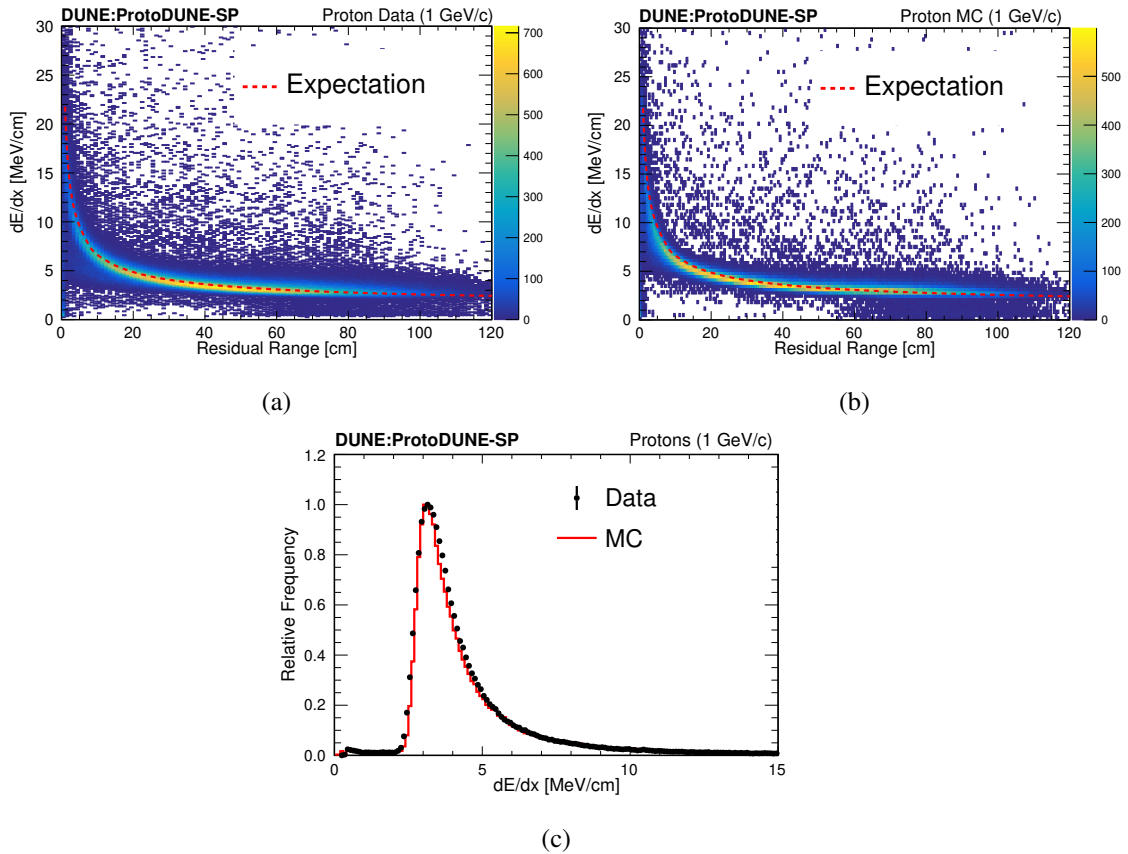 DUNE:ProtoDUNE-SP Proton Data (1 GeV/c)
30
25
20
15
10
5
0
dE/dx [MeV/cm]
Expectation
0 20 40 60 80 100 120
Residual Range [cm]
700
600
500
400
300
200
100
0
(a)
DUNE:ProtoDUNE-SP Proton MC (1 GeV/c)
30
25
20
15
10
5
0
dE/dx [MeV/cm]
Expectation
0 20 40 60 80 100 120
Residual Range [cm]
500
400
300
200
100
0
(b)
DUNE:ProtoDUNE-SP Protons (1 GeV/c)
1.2
1.0
0.8
0.6
0.4
0.2
0.0
Relative Frequency
Data
MC
0 5 10 15
dE/dx [MeV/cm]
(c)